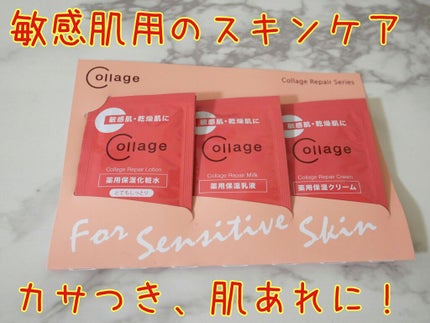 敏感肌用のスキンケア
Collage
Collage Repair Series
敏感肌・乾燥肌に
Collage
Collage Repair Lotion
薬用保湿化粧水
とてもしっとり
敏感肌・乾燥肌に
Collage
Collage Repair Milk
薬用保湿乳液
敏感肌・乾燥肌に
Collage
Collage Repair Cream
薬用保湿クリーム
For Sensitive Skin
カサつき、肌あれに!